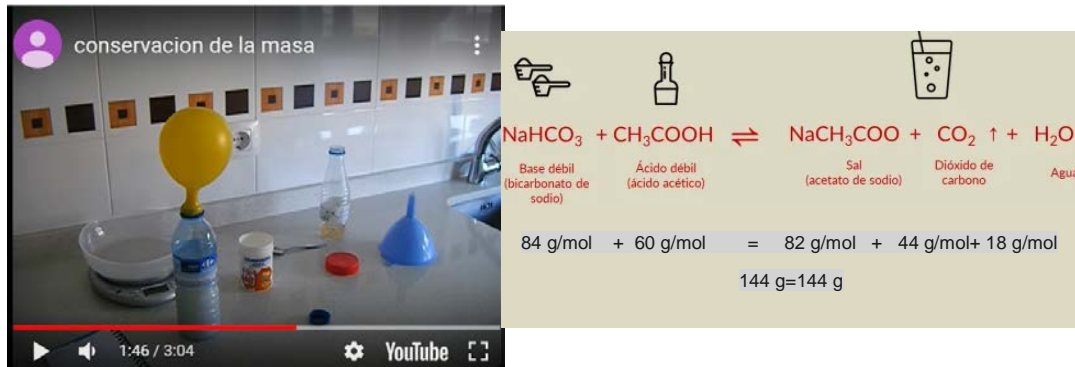 conservacion de la masa
1:46 / 3:04
YouTube
NaHCO₃ + CH₃COOH ⇌ NaCH₃COO + CO₂ ↑ + H₂O
Base débil
(bicarbonato de
sodio)
Ácido débil
(ácido acético)
Sal
(acetato de sodio)
Dióxido de
carbono
Agua
84 g/mol + 60 g/mol = 82 g/mol + 44 g/mol+ 18 g/mol
144 g=144 g